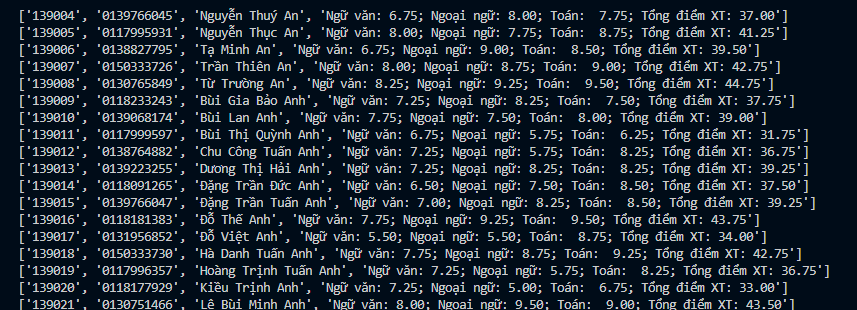 ['139004', '0139766045', 'Nguyễn Thuý An', 'Ngữ văn: 6.75; Ngoại ngữ: 8.00; Toán:  7.75; Tổng điểm XT: 37.00']
['139005', '0117995931', 'Nguyễn Thục An', 'Ngữ văn: 8.00; Ngoại ngữ: 7.75; Toán:  8.75; Tổng điểm XT: 41.25']
['139006', '0138827795', 'Tạ Minh An', 'Ngữ văn: 6.75; Ngoại ngữ: 9.00; Toán:  8.50; Tổng điểm XT: 39.50']
['139007', '0150333726', 'Trần Thiên An', 'Ngữ văn: 8.00; Ngoại ngữ: 8.75; Toán:  9.00; Tổng điểm XT: 42.75']
['139008', '0130765849', 'Từ Trường An', 'Ngữ văn: 8.25; Ngoại ngữ: 9.25; Toán:  9.50; Tổng điểm XT: 44.75']
['139009', '0118233243', 'Bùi Gia Bảo Anh', 'Ngữ văn: 7.25; Ngoại ngữ: 8.25; Toán:  7.50; Tổng điểm XT: 37.75']
['139010', '0139068174', 'Bùi Lan Anh', 'Ngữ văn: 7.75; Ngoại ngữ: 7.50; Toán:  8.00; Tổng điểm XT: 39.00']
['139011', '0117999597', 'Bùi Thị Quỳnh Anh', 'Ngữ văn: 6.75; Ngoại ngữ: 5.75; Toán:  6.25; Tổng điểm XT: 31.75']
['139012', '0138764882', 'Chu Công Tuấn Anh', 'Ngữ văn: 7.25; Ngoại ngữ: 5.75; Toán:  8.25; Tổng điểm XT: 36.75']
['139013', '0139223255', 'Dương Thị Hải Anh', 'Ngữ văn: 7.25; Ngoại ngữ: 8.25; Toán:  8.25; Tổng điểm XT: 39.25']
['139014', '0118091265', 'Đặng Trần Đức An', 'Ngữ văn: 6.50; Ngoại ngữ: 7.50; Toán:  8.50; Tổng điểm XT: 37.50']
['139015', '0139766047', 'Đặng Trần Tuấn Anh', 'Ngữ văn: 7.00; Ngoại ngữ: 8.25; Toán:  8.50; Tổng điểm XT: 39.25']
['139016', '0118181383', 'Đỗ Thế Anh', 'Ngữ văn: 7.75; Ngoại ngữ: 9.25; Toán:  9.50; Tổng điểm XT: 43.75']
['139017', '0131956852', 'Đỗ Việt Anh', 'Ngữ văn: 5.50; Ngoại ngữ: 5.50; Toán:  8.75; Tổng điểm XT: 34.00']
['139018', '0150333730', 'Hà Danh Tuấn Anh', 'Ngữ văn: 7.75; Ngoại ngữ: 8.75; Toán:  9.25; Tổng điểm XT: 42.75']
['139019', '0117996357', 'Hoàng Trịnh Tuấn Anh', 'Ngữ văn: 7.25; Ngoại ngữ: 5.75; Toán:  8.25; Tổng điểm XT: 36.75']
['139020', '0118177929', 'Kiều Trịnh Anh', 'Ngữ văn: 7.25; Ngoại ngữ: 5.00; Toán:  6.75; Tổng điểm XT: 33.00']
['139021', '0130751466', 'Lê Bùi Minh Anh', 'Ngữ văn: 8.00; Ngoại ngữ: 9.50; Toán:  9.00; Tổng điểm XT: 43.50']